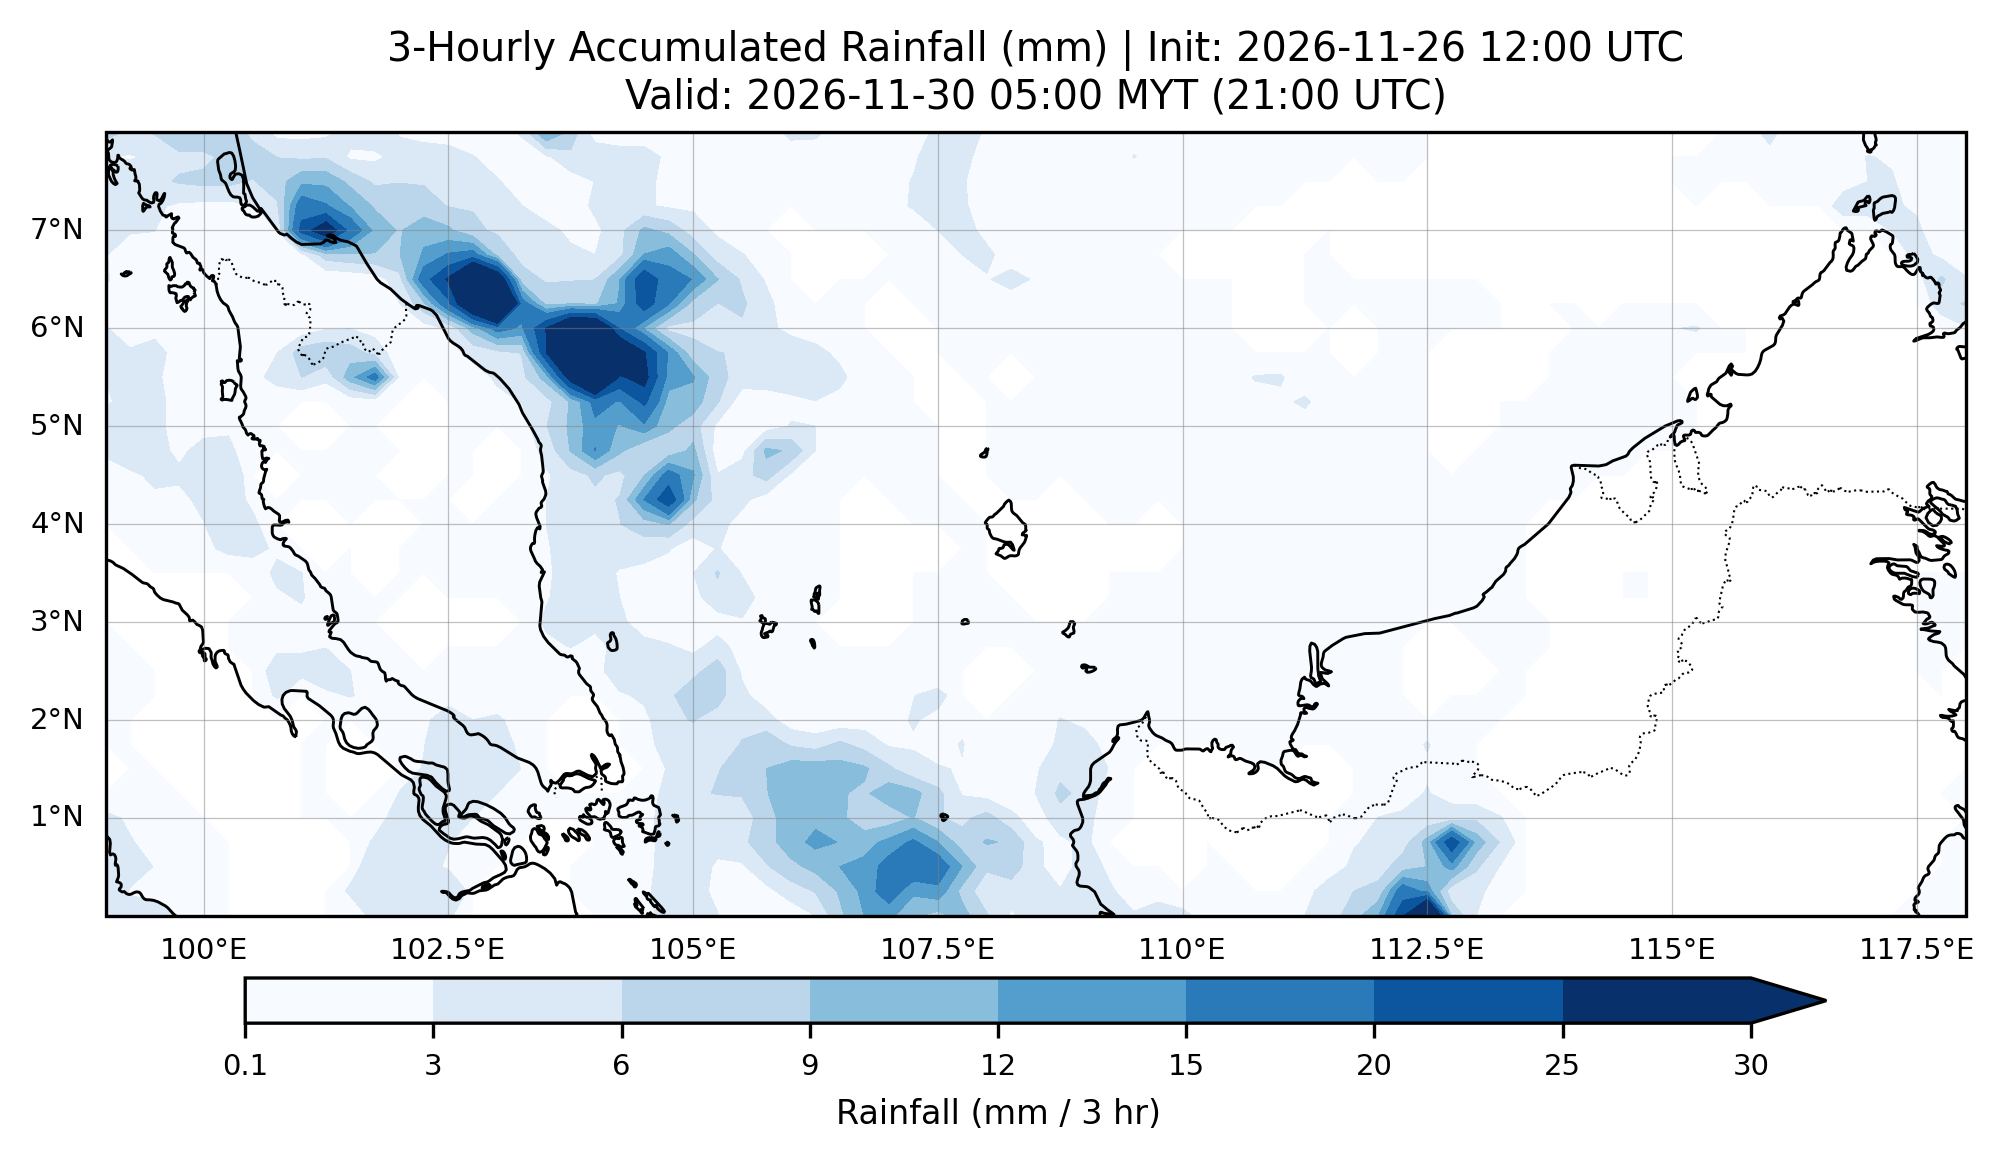 3-Hourly Accumulated Rainfall (mm) | Init: 2026-11-26 12:00 UTC
Valid: 2026-11-30 05:00 MYT (21:00 UTC)
7°N
6°N
5°N
4°N
3°N
2°N
1°N
100°E 102.5°E 105°E 107.5°E 110°E 112.5°E 115°E 117.5°E
0.1 3 6 9 12 15 20 25 30
Rainfall (mm / 3 hr)